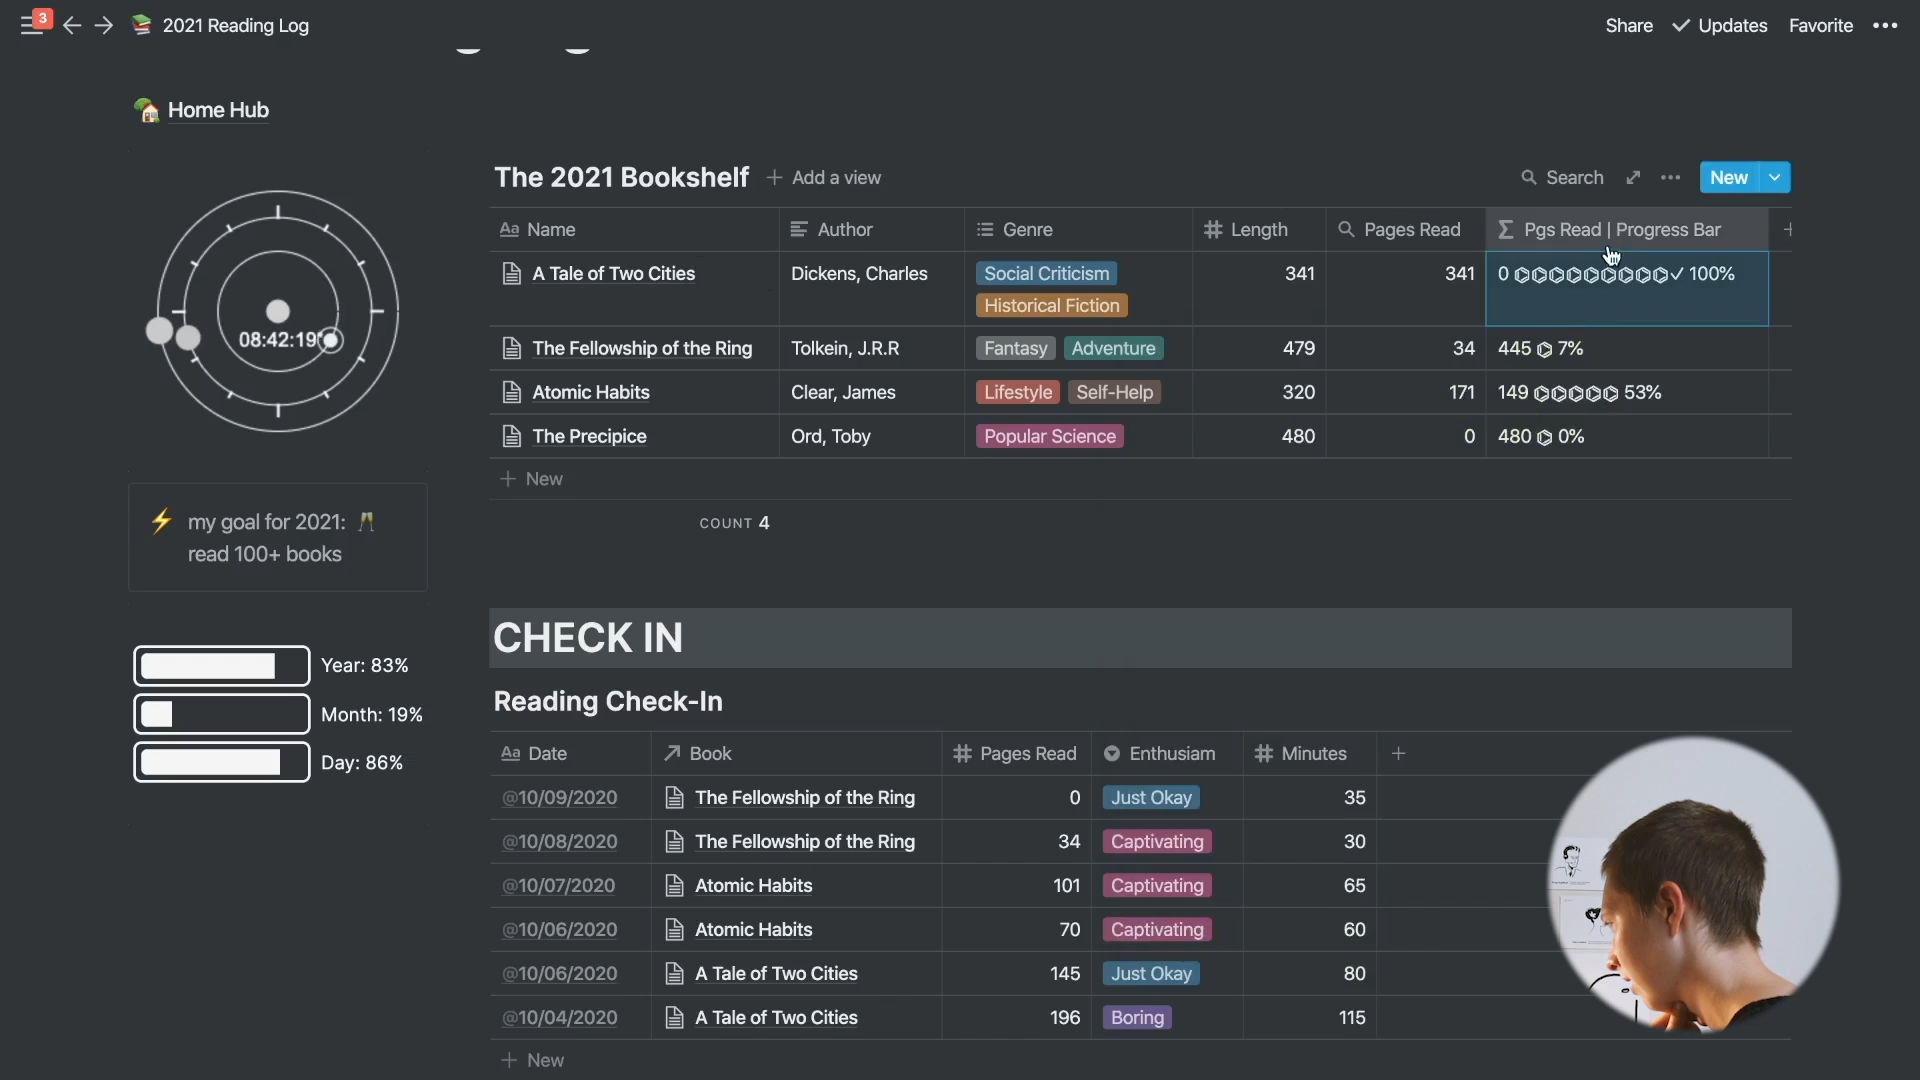 3
2021 Reading Log
Share ✓ Updates Favorite •••
Home Hub
08:42:19
my goal for 2021: 🥂
read 100+ books
Year: 83%
Month: 19%
Day: 86%
The 2021 Bookshelf + Add a view
Search ••• New
Aa Name Author Genre # Length Pages Read Σ Pgs Read | Progress Bar +
A Tale of Two Cities Dickens, Charles Social Criticism 341 341 0 ⌬⌬⌬⌬⌬⌬⌬⌬⌬✓ 100%
Historical Fiction
The Fellowship of the Ring Tolkein, J.R.R Fantasy Adventure 479 34 445 ⌬ 7%
Atomic Habits Clear, James Lifestyle Self-Help 320 171 149 ⌬⌬⌬⌬⌬ 53%
The Precipice Ord, Toby Popular Science 480 0 480 ⌬ 0%
+ New
COUNT 4
CHECK IN
Reading Check-In
Aa Date Book # Pages Read Enthusiam # Minutes +
@10/09/2020 The Fellowship of the Ring 0 Just Okay 35
@10/08/2020 The Fellowship of the Ring 34 Captivating 30
@10/07/2020 Atomic Habits 101 Captivating 65
@10/06/2020 Atomic Habits 70 Captivating 60
@10/06/2020 A Tale of Two Cities 145 Just Okay 80
@10/04/2020 A Tale of Two Cities 196 Boring 115
+ New